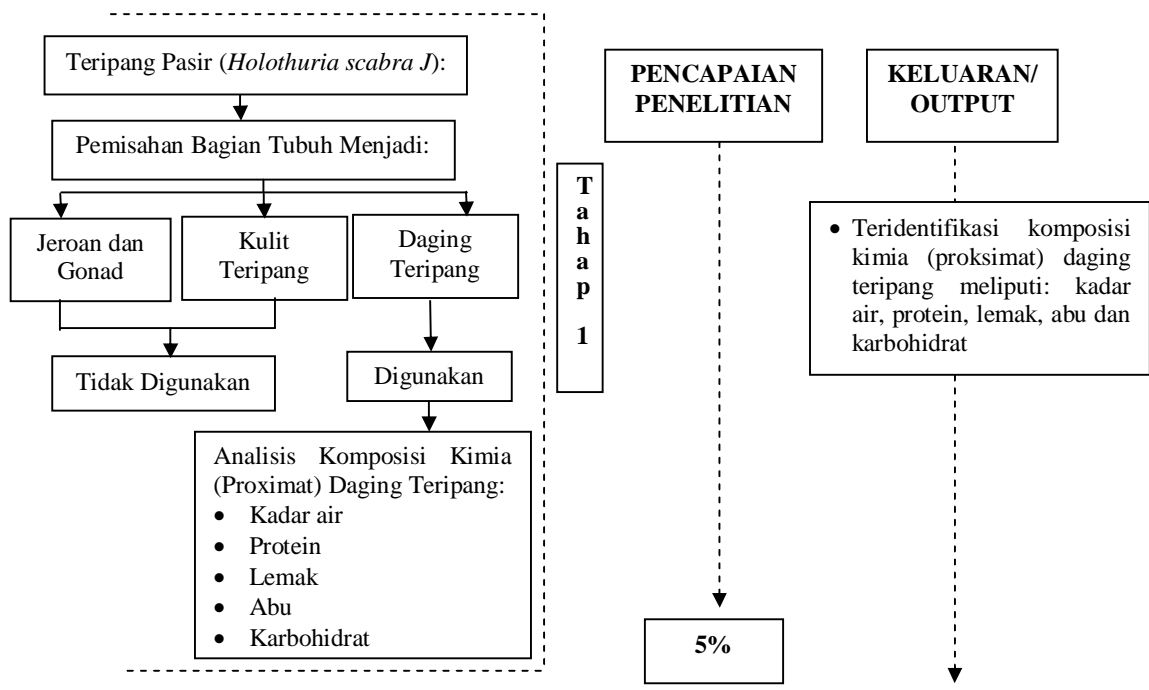 Teripang Pasir (Holothuria scabra J):
Pemisahan Bagian Tubuh Menjadi:
Jeroan dan
Gonad
Kulit
Teripang
Daging
Teripang
Tidak Digunakan
Digunakan
Analisis Komposisi Kimia
(Proximat) Daging Teripang:
• Kadar air
• Protein
• Lemak
• Abu
• Karbohidrat
T
a
h
a
p
1
PENCAPAIAN
PENELITIAN
5%
KELUARAN/
OUTPUT
• Teridentifikasi komposisi
kimia (proksimat) daging
teripang meliputi: kadar
air, protein, lemak, abu dan
karbohidrat